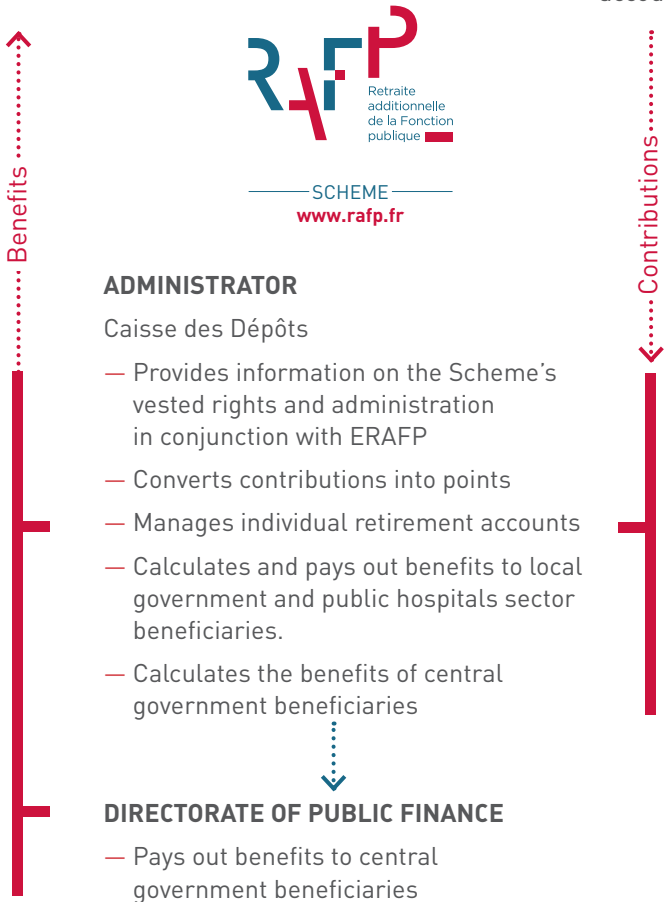 RAFP
Retraite
additionnelle
de la Fonction
publique
SCHEME
www.rafp.fr
Benefits
Contributions
ADMINISTRATOR
Caisse des Dépôts
— Provides information on the Scheme's
vested rights and administration
in conjunction with ERAFP
— Converts contributions into points
— Manages individual retirement accounts
— Calculates and pays out benefits to local
government and public hospitals sector
beneficiaries.
— Calculates the benefits of central
government beneficiaries
DIRECTORATE OF PUBLIC FINANCE
— Pays out benefits to central
government beneficiaries